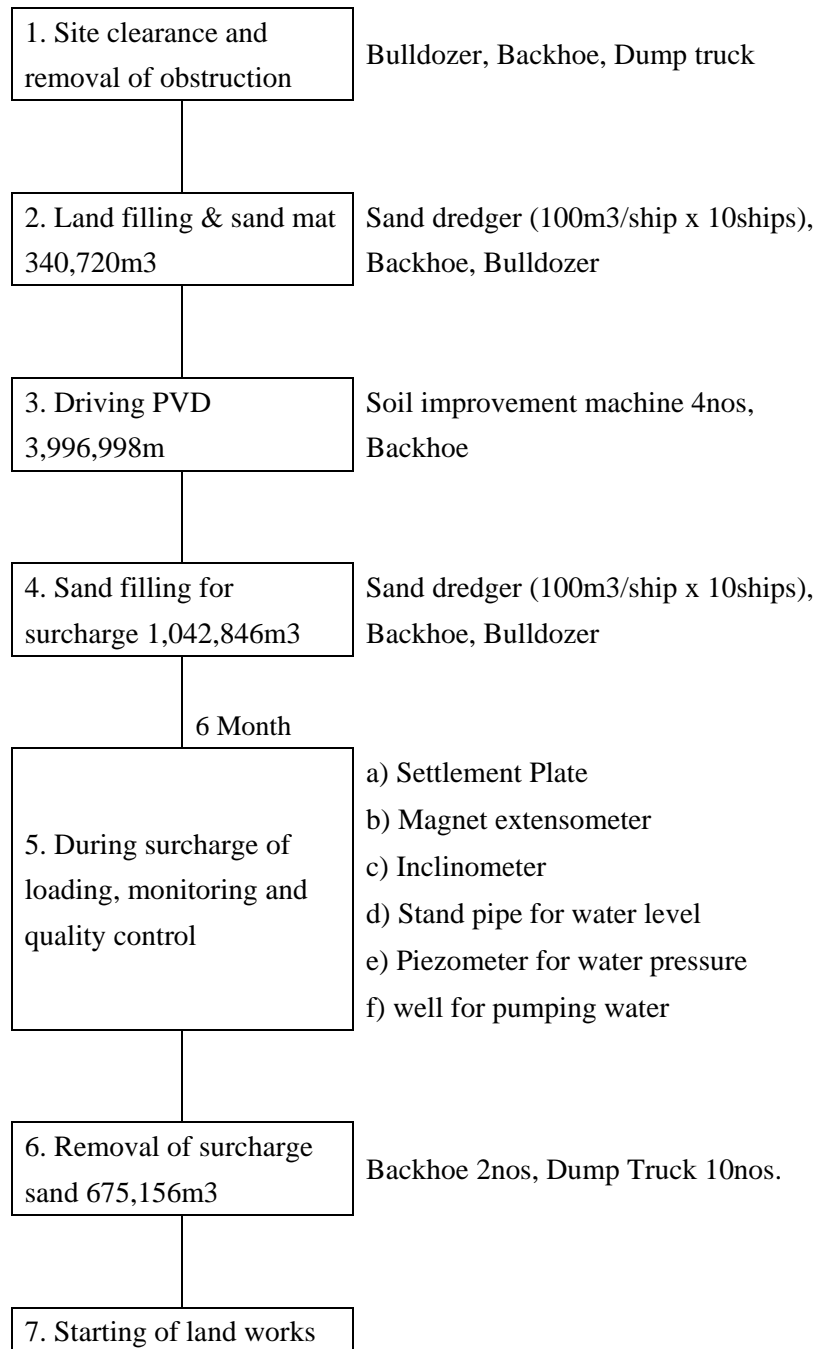 1. Site clearance and
removal of obstruction
Bulldozer, Backhoe, Dump truck
2. Land filling & sand mat
340,720m3
Sand dredger (100m3/ship x 10ships),
Backhoe, Bulldozer
3. Driving PVD
3,996,998m
Soil improvement machine 4nos,
Backhoe
4. Sand filling for
surcharge 1,042,846m3
Sand dredger (100m3/ship x 10ships),
Backhoe, Bulldozer
6 Month
5. During surcharge of
loading, monitoring and
quality control
a) Settlement Plate
b) Magnet extensometer
c) Inclinometer
d) Stand pipe for water level
e) Piezometer for water pressure
f) well for pumping water
6. Removal of surcharge
sand 675,156m3
Backhoe 2nos, Dump Truck 10nos.
7. Starting of land works